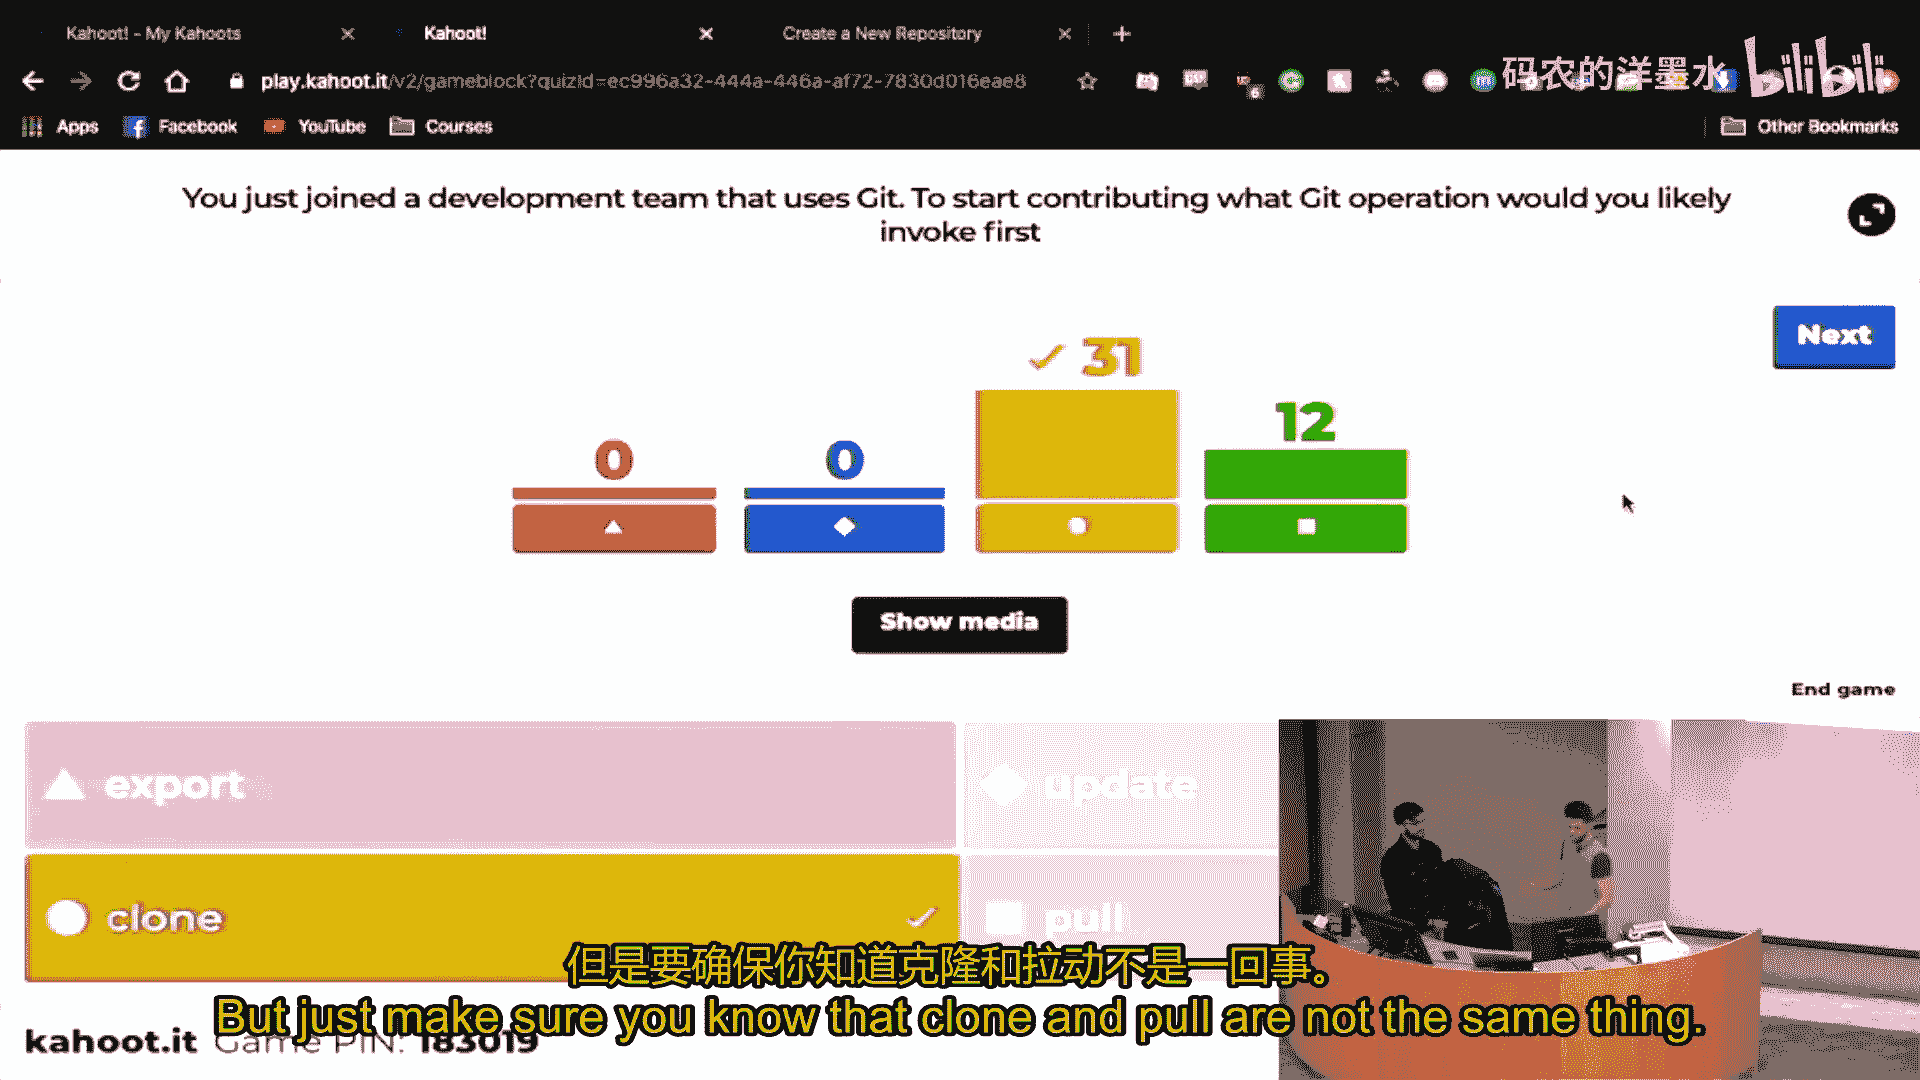 Kahoot! - My Kahoots
Kahoot!
Create a New Repository
play.kahoot.it/v2/gameblock?quizId=ec996a32-444a-446a-af72-7830d016eae8
码农的洋墨水
bilibili
Apps
Facebook
YouTube
Courses
Other Bookmarks
You just joined a development team that uses Git. To start contributing what Git operation would you likely
invoke first
Next
31
12
0
0
Show media
End game
export
update
clone
pull
但是要确保你知道克隆和拉动不是一回事。
But just make sure you know that clone and pull are not the same thing.
kahoot.it Game PIN: 183019